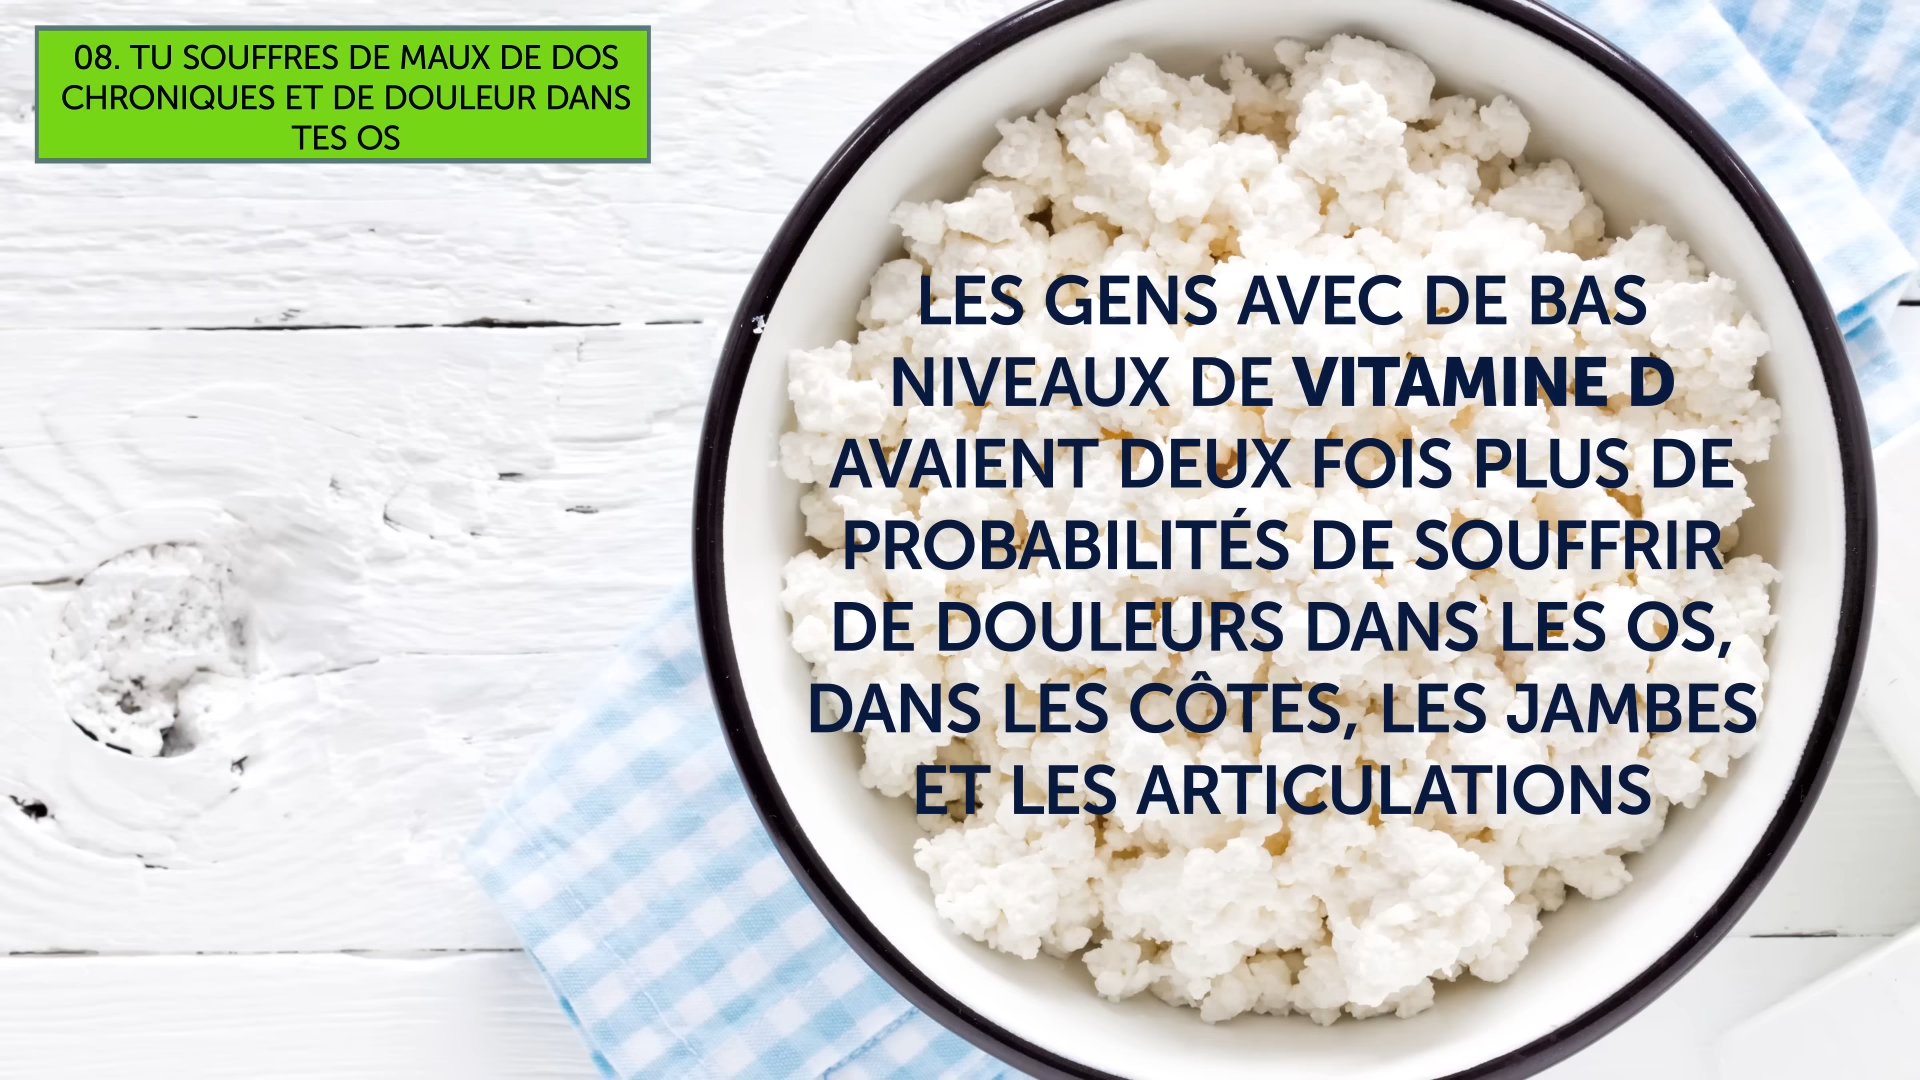 08. TU SOUFFRES DE MAUX DE DOS
CHRONIQUES ET DE DOULEUR DANS
TES OS
LES GENS AVEC DE BAS
NIVEAUX DE VITAMINE D
AVAIENT DEUX FOIS PLUS DE
PROBABILITÉS DE SOUFFRIR
DE DOULEURS DANS LES OS,
DANS LES CÔTES, LES JAMBES
ET LES ARTICULATIONS